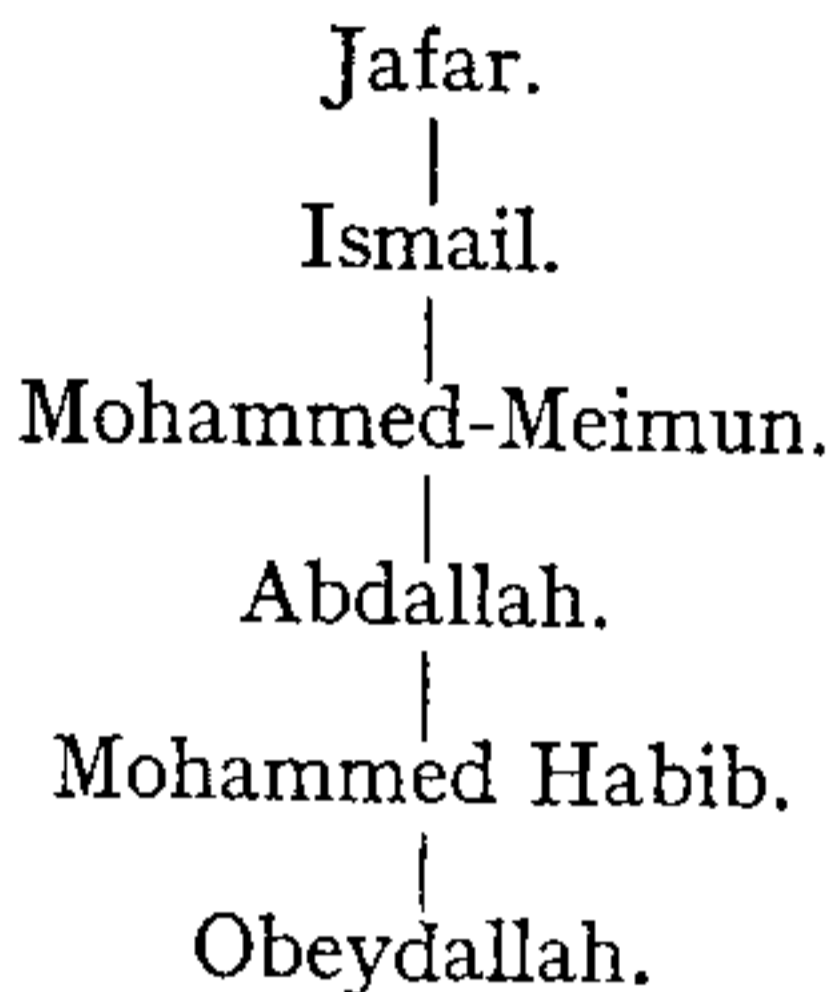 Jafar.
Ismail.
Mohammed-Meimun.
Abdallah.
Mohammed Habib.
Obeydallah.